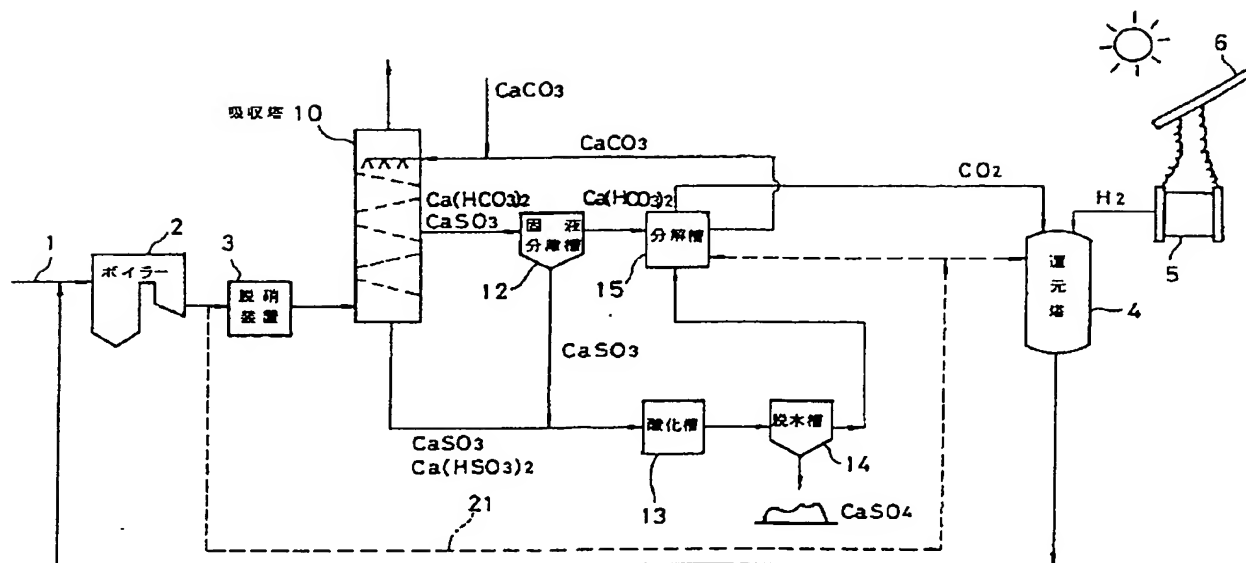 6
CaCO3
吸収塔 10
CaCO3
CO2
Ca(HCO3)2
CaSO3
Ca(HCO3)2
H2
1
2
ボイラー
3
脱硝
装置
固液
分離槽
12
分解槽
15
5
還
元
塔
4
CaSO3
CaSO3
Ca(HSO3)2
酸化槽
13
脱水槽
14
CaSO4
21